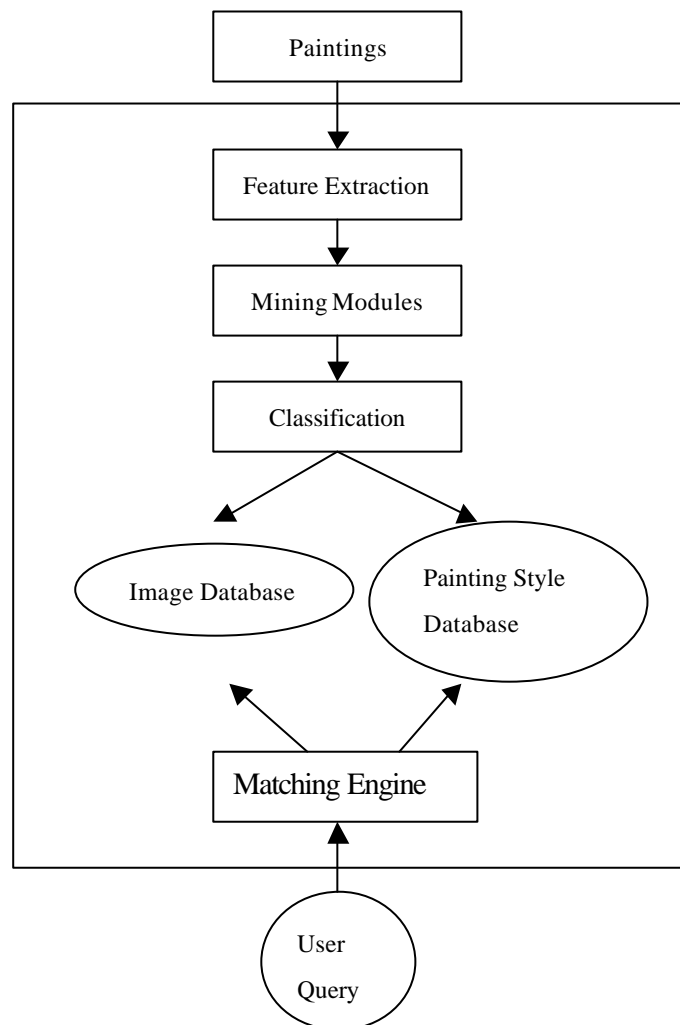 Paintings
Feature Extraction
Mining Modules
Classification
Image Database
Painting Style
Database
Matching Engine
User
Query